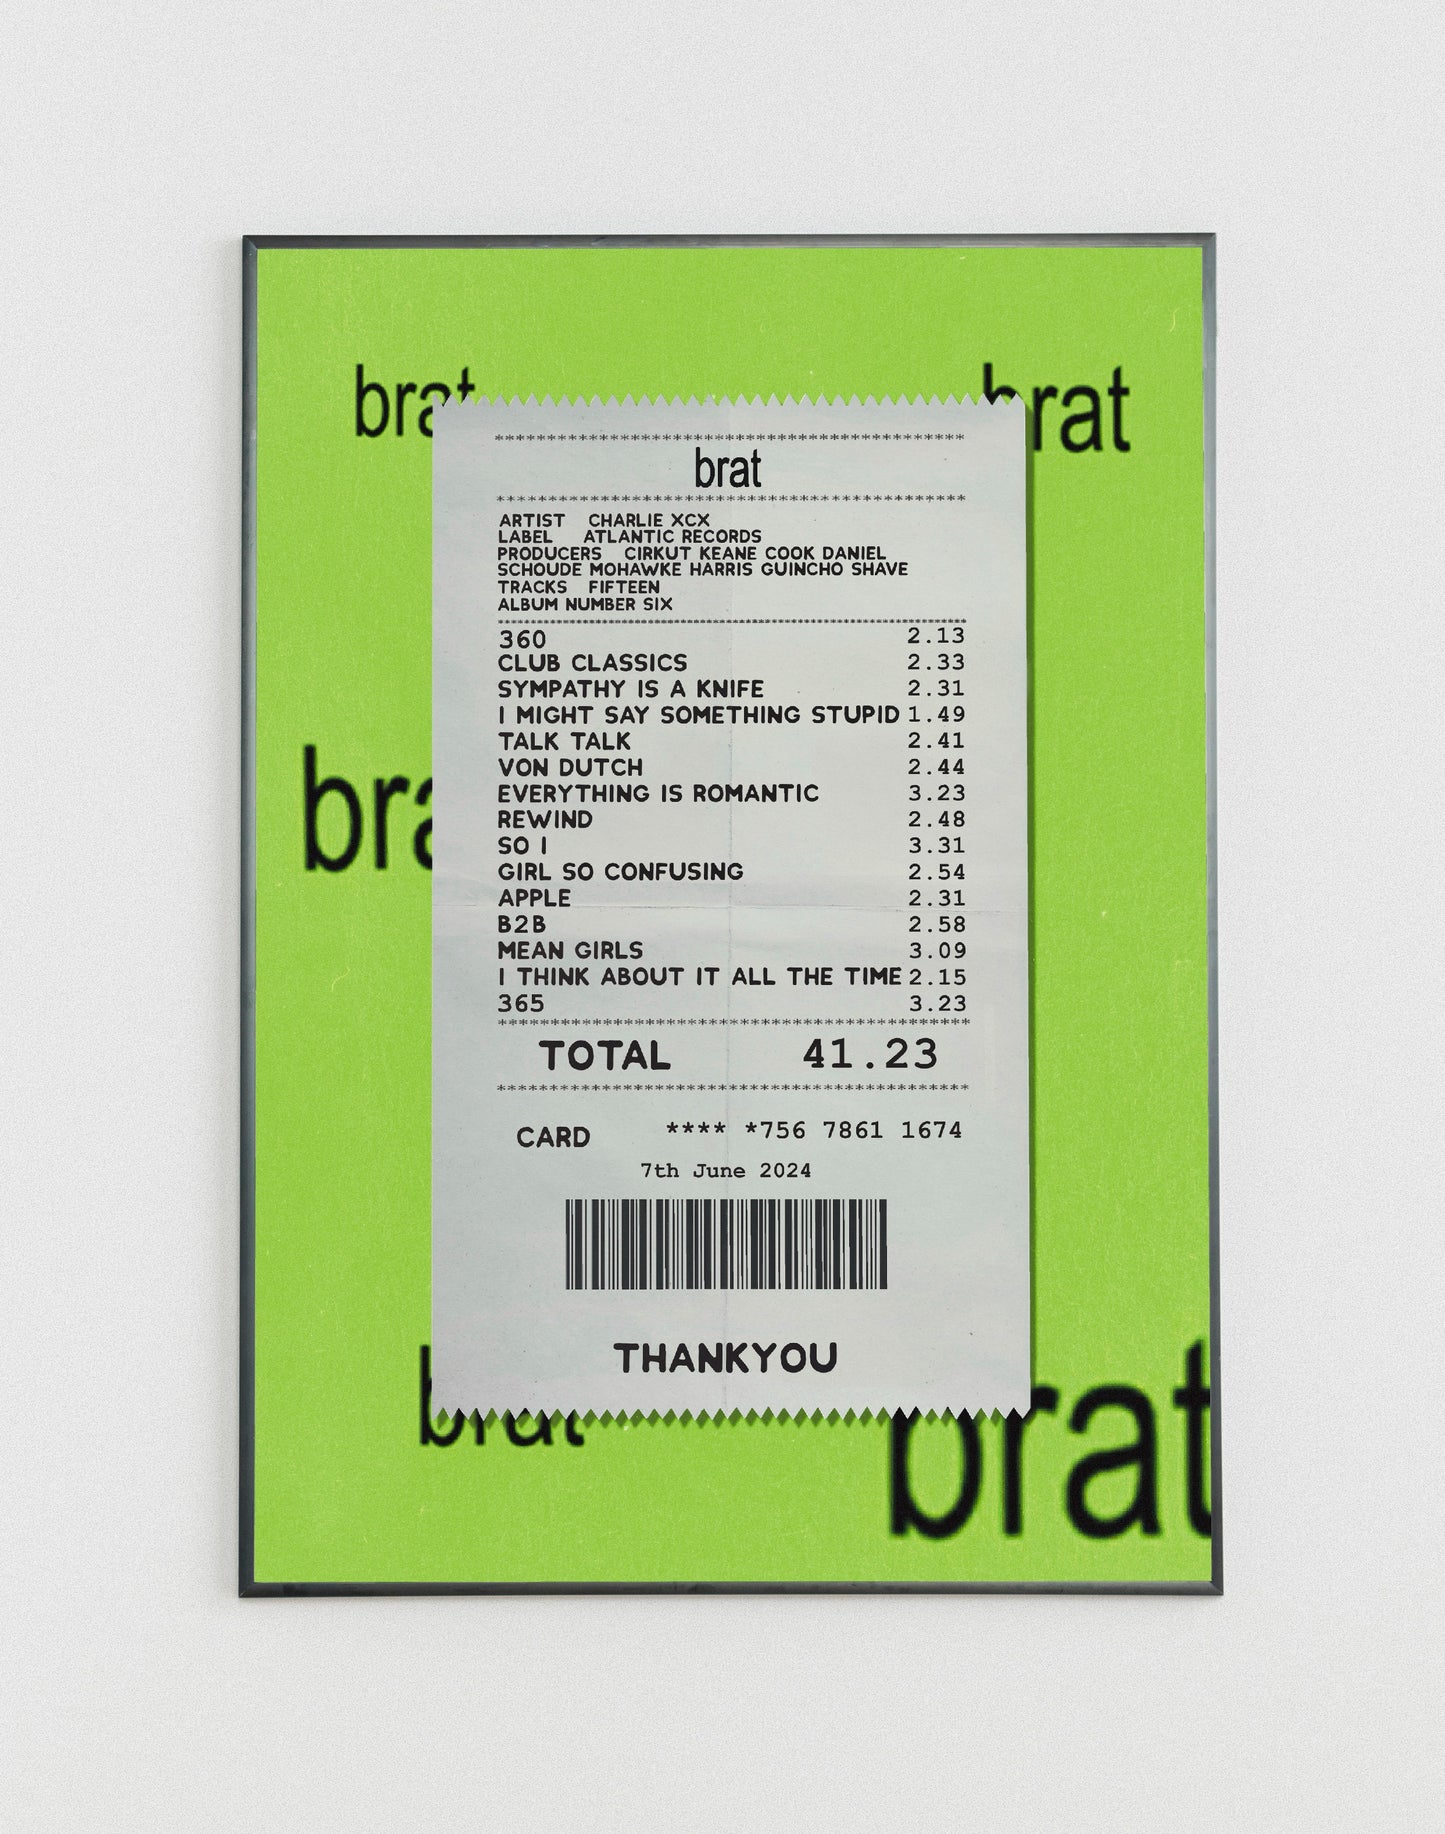 brat
brat
*****************************************
brat
*****************************************
ARTIST CHARLIE XCX
LABEL ATLANTIC RECORDS
PRODUCERS CIRKUT KEANE COOK DANIEL
SCHOUDE MOHAWKE HARRIS GUINCHO SHAVE
TRACKS FIFTEEN
ALBUM NUMBER SIX
360 2.13
CLUB CLASSICS 2.33
SYMPATHY IS A KNIFE 2.31
I MIGHT SAY SOMETHING STUPID 1.49
TALK TALK 2.41
VON DUTCH 2.44
EVERYTHING IS ROMANTIC 3.23
REWIND 2.48
SO I 3.31
GIRL SO CONFUSING 2.54
APPLE 2.31
B2B 2.58
MEAN GIRLS 3.09
I THINK ABOUT IT ALL THE TIME 2.15
365 3.23
*****************************************
TOTAL 41.23
*****************************************
CARD **** *756 7861 1674
7th June 2024
THANKYOU
bra
brat
brat